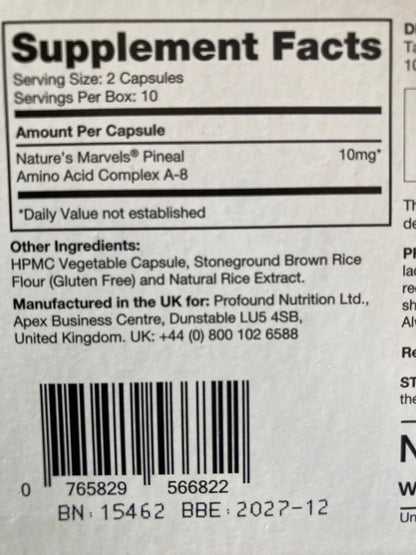 Supplement Facts
Serving Size: 2 Capsules
Servings Per Box: 10
Amount Per Capsule
Nature's Marvels® Pineal 10mg*
Amino Acid Complex A-8
*Daily Value not established
Other Ingredients:
HPMC Vegetable Capsule, Stoneground Brown Rice
Flour (Gluten Free) and Natural Rice Extract.
Manufactured in the UK for: Profound Nutrition Ltd.,
Apex Business Centre, Dunstable LU5 4SB,
United Kingdom. UK: +44 (0) 800 102 6588
0 765829 566822
BN: 15462 BBE: 2027-12